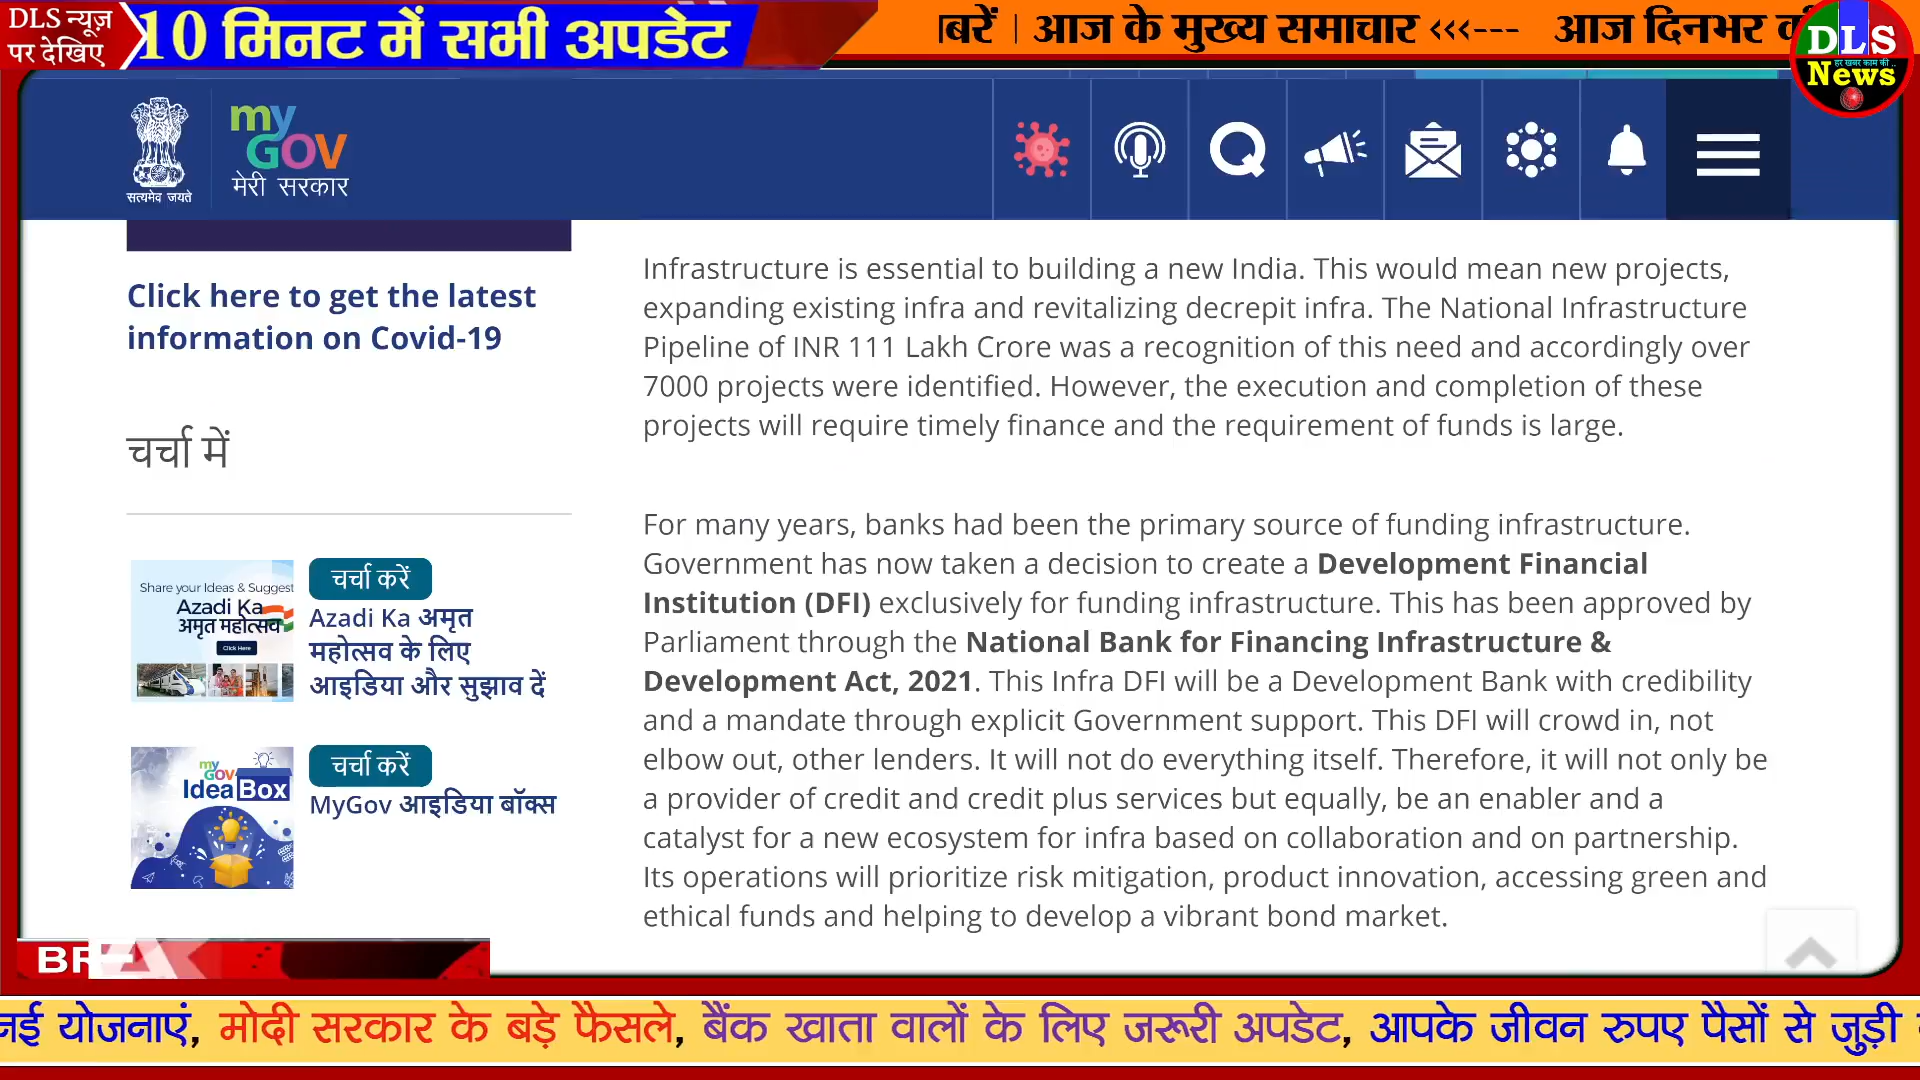 DLS न्यूज़
पर देखिए
10 मिनट में सभी अपडेट
आज के मुख्य समाचार ‹‹‹--- आज दिनभर
DLS
हर खबर काम की ..
News
my
GOV
मेरी सरकार
सत्यमेव जयते
Click here to get the latest
information on Covid-19
चर्चा में
Share your Ideas & Suggest
Azadi Ka
अमृत महोत्सव
Click Here
चर्चा करें
Azadi Ka अमृत
महोत्सव के लिए
आइडिया और सुझाव दें
my
GOV
Idea Box
चर्चा करें
MyGov आइडिया बॉक्स
Infrastructure is essential to building a new India. This would mean new projects,
expanding existing infra and revitalizing decrepit infra. The National Infrastructure
Pipeline of INR 111 Lakh Crore was a recognition of this need and accordingly over
7000 projects were identified. However, the execution and completion of these
projects will require timely finance and the requirement of funds is large.
For many years, banks had been the primary source of funding infrastructure.
Government has now taken a decision to create a Development Financial
Institution (DFI) exclusively for funding infrastructure. This has been approved by
Parliament through the National Bank for Financing Infrastructure &
Development Act, 2021. This Infra DFI will be a Development Bank with credibility
and a mandate through explicit Government support. This DFI will crowd in, not
elbow out, other lenders. It will not do everything itself. Therefore, it will not only be
a provider of credit and credit plus services but equally, be an enabler and a
catalyst for a new ecosystem for infra based on collaboration and on partnership.
Its operations will prioritize risk mitigation, product innovation, accessing green and
ethical funds and helping to develop a vibrant bond market.
नई योजनाएं, मोदी सरकार के बड़े फैसले, बैंक खाता वालों के लिए जरूरी अपडेट, आपके जीवन रुपए पैसों से जुड़ी